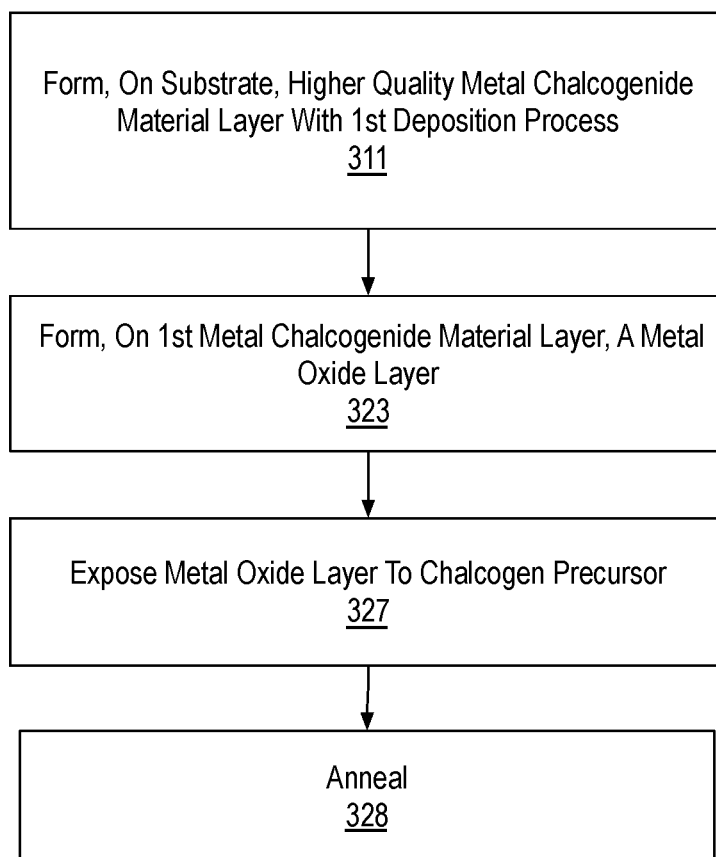 Form, On Substrate, Higher Quality Metal Chalcogenide
Material Layer With 1st Deposition Process
311
Form, On 1st Metal Chalcogenide Material Layer, A Metal
Oxide Layer
323
Expose Metal Oxide Layer To Chalcogen Precursor
327
Anneal
328